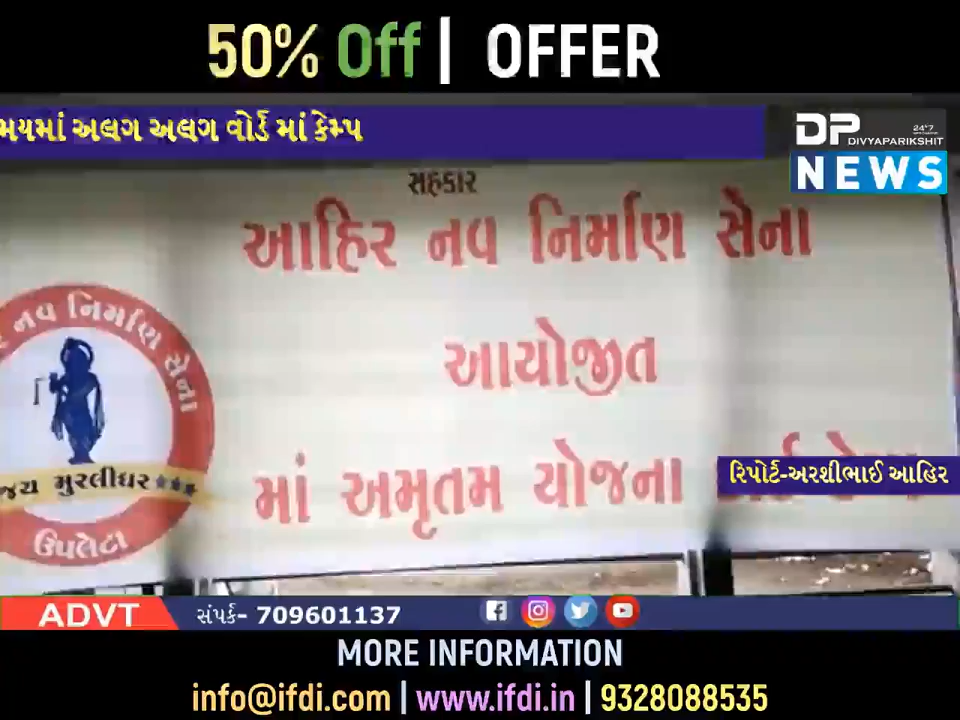 50% Off | OFFER
મયમાં અલગ અલગ વોર્ડ માં કેમ્પ
DP 24*7
DIVYAPARIKSHIT
NEWS
સહકાર
આહિર નવ નિર્માણ સેના
આયોજીત
માં અમૃતમ યોજના
નવ નિર્માણ સેના
જય મુરલીધર
ઉપલેટા
રિપોર્ટ-અરશીભાઈ આહિર
ADVT સંપર્ક- 709601137
MORE INFORMATION
info@ifdi.com | www.ifdi.in | 9328088535